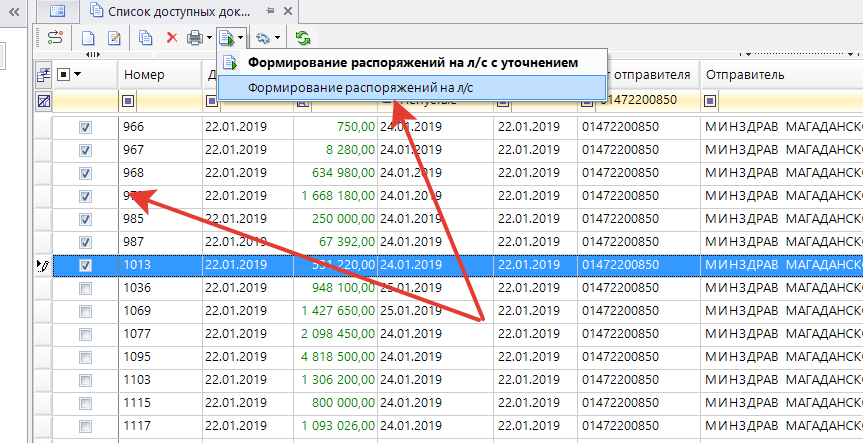 Список доступных док...
Формирование распоряжений на л/с с уточнением
Формирование распоряжений на л/с
Номер отправителя Отправитель
01472200850
966 22.01.2019 750,00 24.01.2019 22.01.2019 01472200850 МИНЗДРАВ МАГАДАНСК
967 22.01.2019 8 280,00 24.01.2019 22.01.2019 01472200850 МИНЗДРАВ МАГАДАНСК
968 22.01.2019 634 980,00 24.01.2019 22.01.2019 01472200850 МИНЗДРАВ МАГАДАНСК
22.01.2019 1 668 180,00 24.01.2019 22.01.2019 01472200850 МИНЗДРАВ МАГАДАНСК
985 22.01.2019 250 000,00 24.01.2019 22.01.2019 01472200850 МИНЗДРАВ МАГАДАНСК
987 22.01.2019 67 392,00 24.01.2019 22.01.2019 01472200850 МИНЗДРАВ МАГАДАНСК
1013 22.01.2019 24.01.2019 22.01.2019 01472200850 МИНЗДРАВ МАГАДАНСК
1036 22.01.2019 948 100,00 25.01.2019 22.01.2019 01472200850 МИНЗДРАВ МАГАДАНСК
1069 22.01.2019 1 427 650,00 25.01.2019 22.01.2019 01472200850 МИНЗДРАВ МАГАДАНСК
1077 22.01.2019 2 098 450,00 24.01.2019 22.01.2019 01472200850 МИНЗДРАВ МАГАДАНСК
1095 22.01.2019 4 818 500,00 24.01.2019 22.01.2019 01472200850 МИНЗДРАВ МАГАДАНСК
1103 22.01.2019 1 306 200,00 24.01.2019 22.01.2019 01472200850 МИНЗДРАВ МАГАДАНСК
1115 22.01.2019 800 000,00 24.01.2019 22.01.2019 01472200850 МИНЗДРАВ МАГАДАНСК
1117 22.01.2019 1 093 026,00 24.01.2019 22.01.2019 01472200850 МИНЗДРАВ МАГАДАНСК